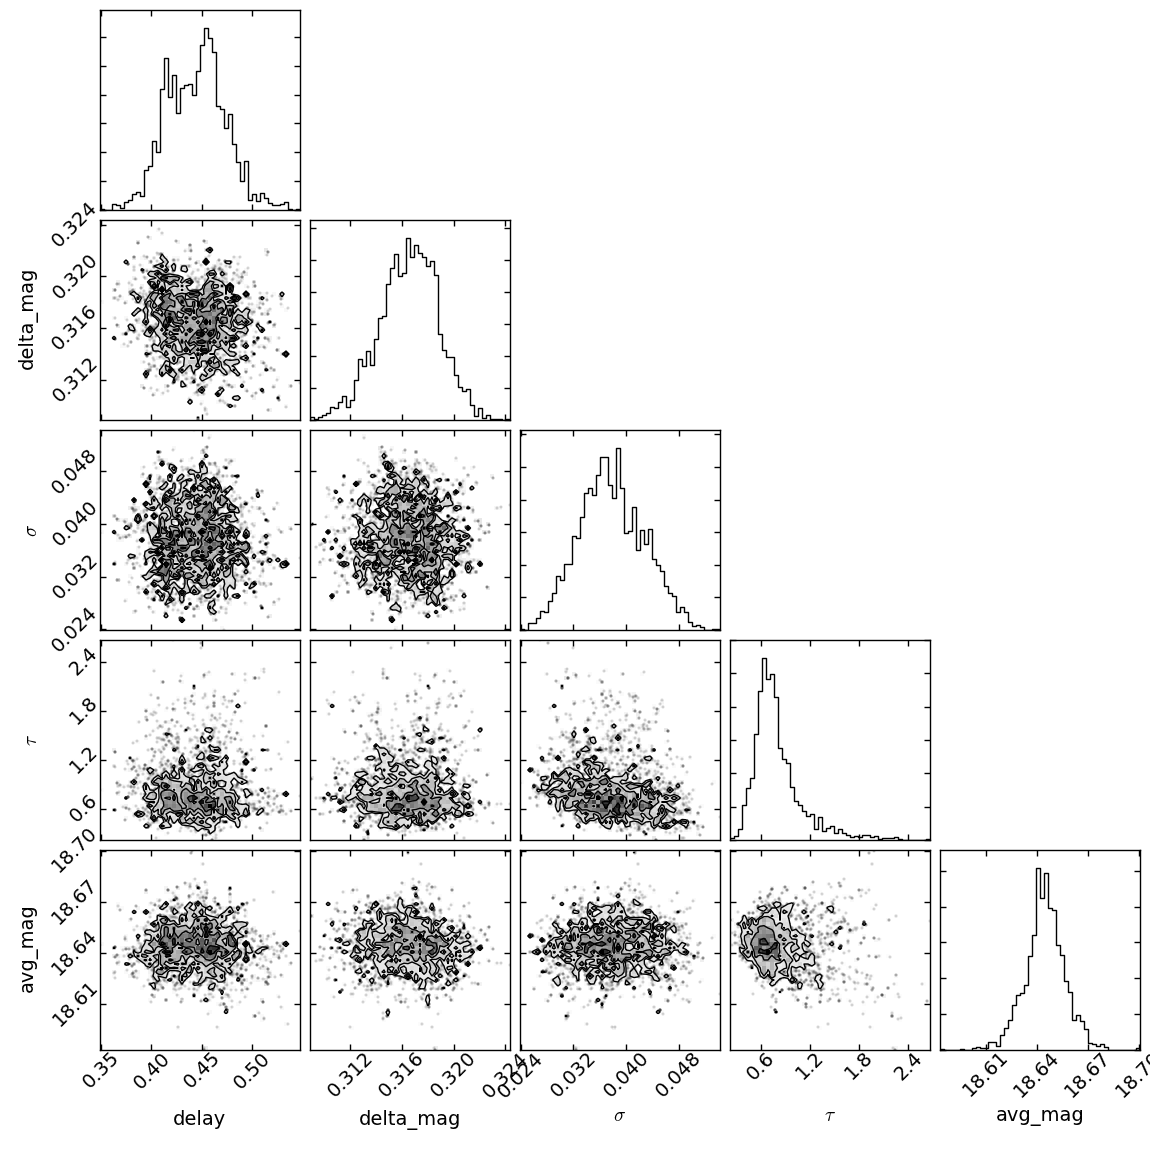 0.324
0.320
0.316
0.312
delta_mag
0.048
0.040
0.032
0.024
σ
2.4
1.8
1.2
0.6
τ
18.70
18.67
18.64
18.61
avg_mag
0.35 0.40 0.45 0.50
0.312 0.316 0.320 0.324
0.024 0.032 0.040 0.048
0.6 1.2 1.8 2.4
18.61 18.64 18.67 18.70
delay delta_mag σ τ avg_mag